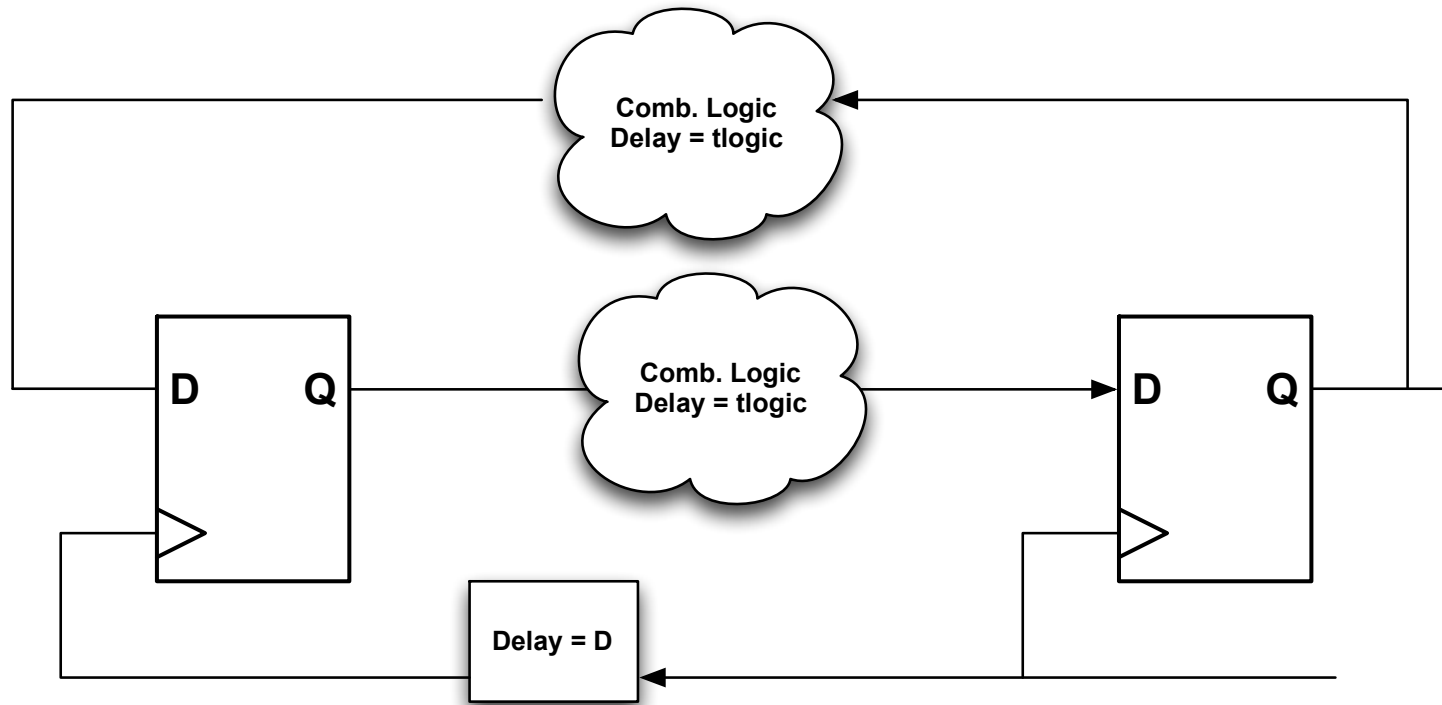 Comb. Logic
Delay = tlogic
D Q
Comb. Logic
Delay = tlogic
D Q
Delay = D